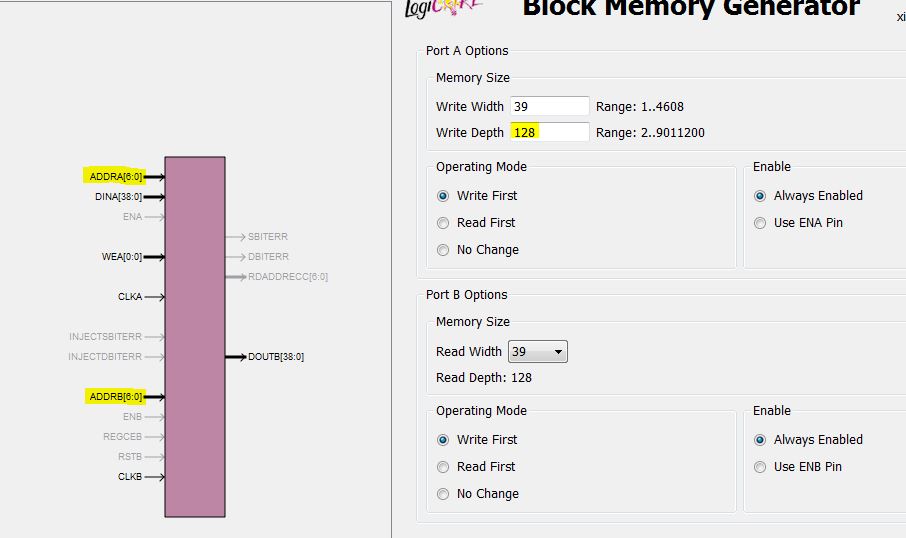 LogiCORE
Block Memory Generator
xi
Port A Options
Memory Size
Write Width 39 Range: 1..4608
Write Depth 128 Range: 2..9011200
Operating Mode
Write First
Read First
No Change
Enable
Always Enabled
Use ENA Pin
Port B Options
Memory Size
Read Width 39
Read Depth: 128
Operating Mode
Write First
Read First
No Change
Enable
Always Enabled
Use ENB Pin
ADDRA[6:0]
DINA[38:0]
ENA
WEA[0:0]
CLKA
INJECTSBITERR
INJECTDBITERR
ADDRB[6:0]
ENB
REGCEB
RSTB
CLKB
SBITERR
DBITERR
RDADDRECC[6:0]
DOUTB[38:0]